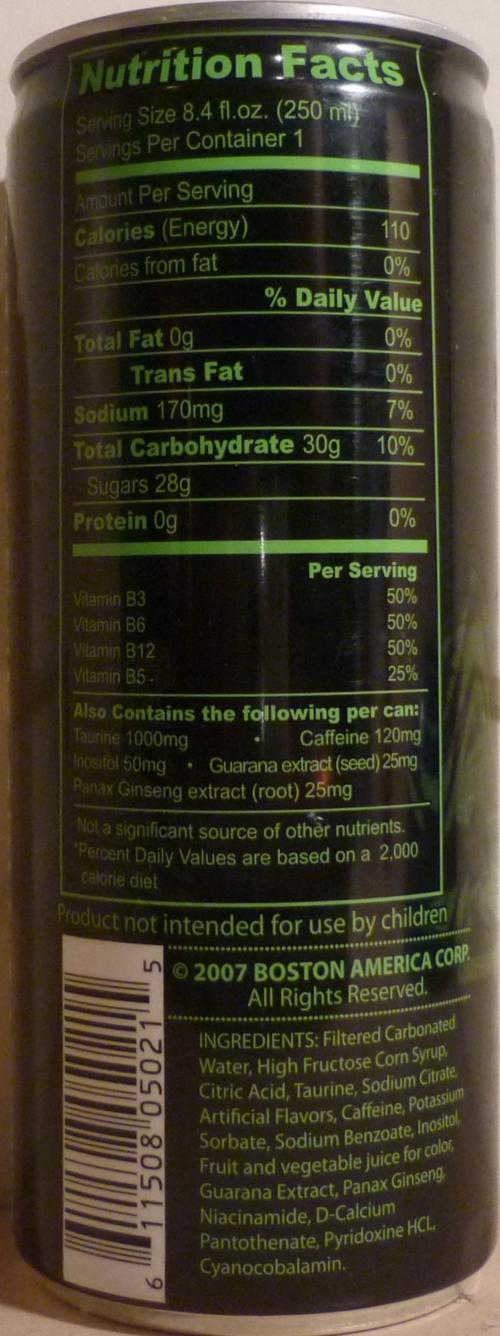 Nutrition Facts
Serving Size 8.4 fl.oz. (250 ml)
Servings Per Container 1
Amount Per Serving
Calories (Energy) 110
Calories from fat 0%
% Daily Value
Total Fat 0g 0%
Trans Fat 0%
Sodium 170mg 7%
Total Carbohydrate 30g 10%
Sugars 28g
Protein 0g 0%
Per Serving
Vitamin B3 50%
Vitamin B6 50%
Vitamin B12 50%
Vitamin B5 25%
Also Contains the following per can:
Taurine 1000mg • Caffeine 120mg
Inositol 50mg • Guarana extract (seed) 25mg
Panax Ginseng extract (root) 25mg
Not a significant source of other nutrients.
*Percent Daily Values are based on a 2,000
calorie diet
Product not intended for use by children
© 2007 BOSTON AMERICA CORP.
All Rights Reserved.
INGREDIENTS: Filtered Carbonated
Water, High Fructose Corn Syrup,
Citric Acid, Taurine, Sodium Citrate,
Artificial Flavors, Caffeine, Potassium
Sorbate, Sodium Benzoate, Inositol,
Fruit and vegetable juice for color,
Guarana Extract, Panax Ginseng,
Niacinamide, D-Calcium
Pantothenate, Pyridoxine HCL,
Cyanocobalamin.
6 11508 05021 5